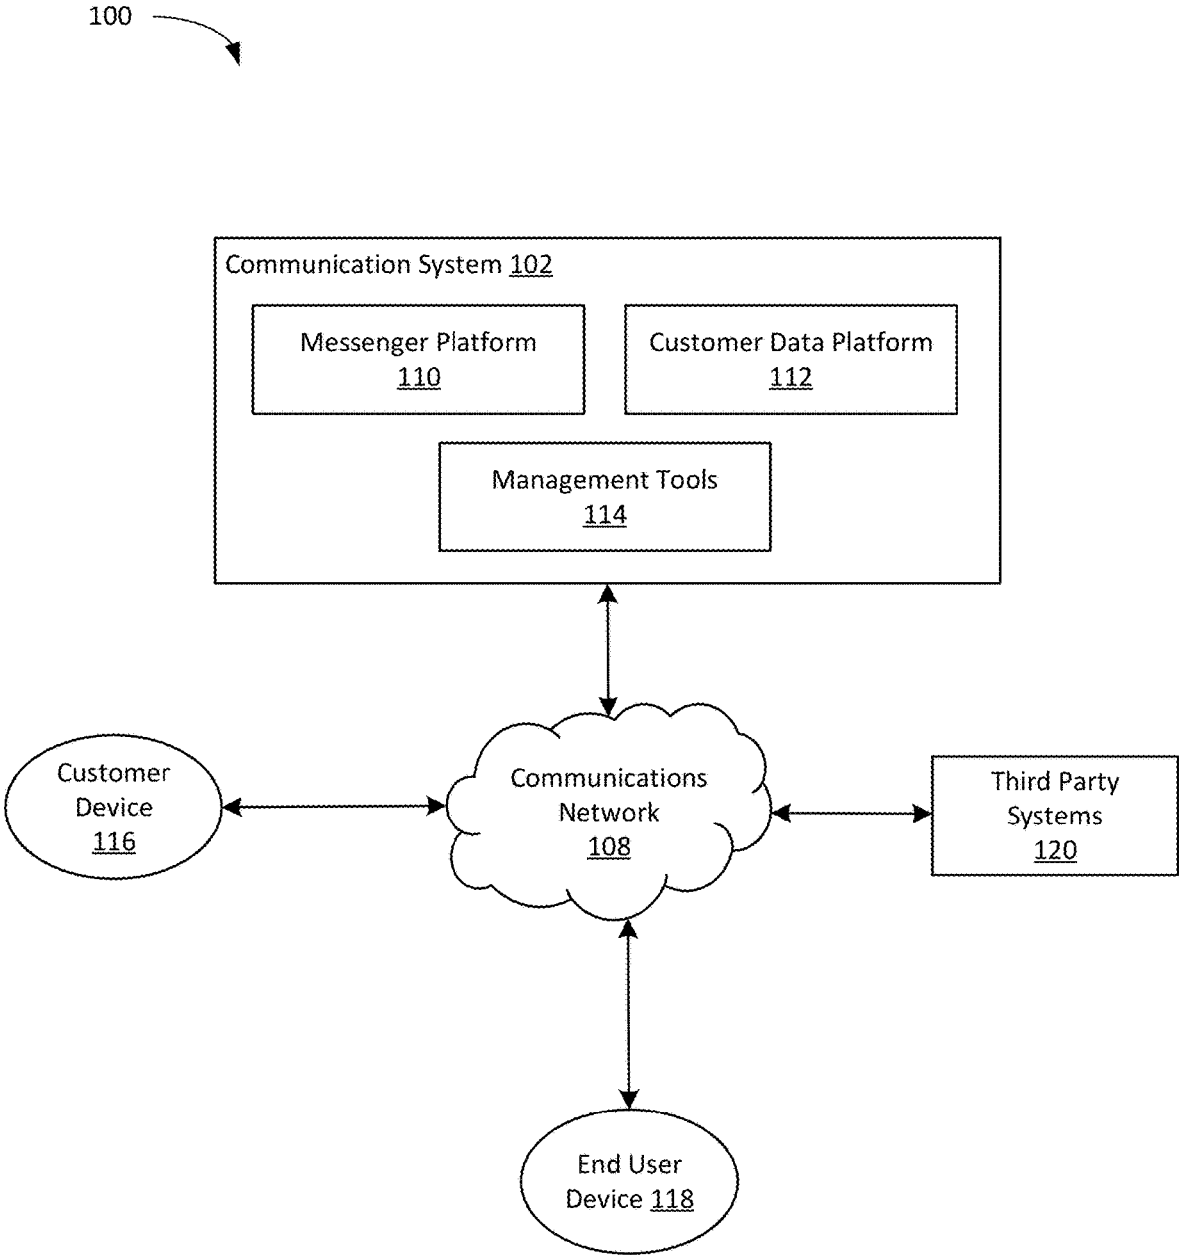 100
Communication System 102
Messenger Platform
110
Customer Data Platform
112
Management Tools
114
Customer
Device
116
Communications
Network
108
Third Party
Systems
120
End User
Device 118